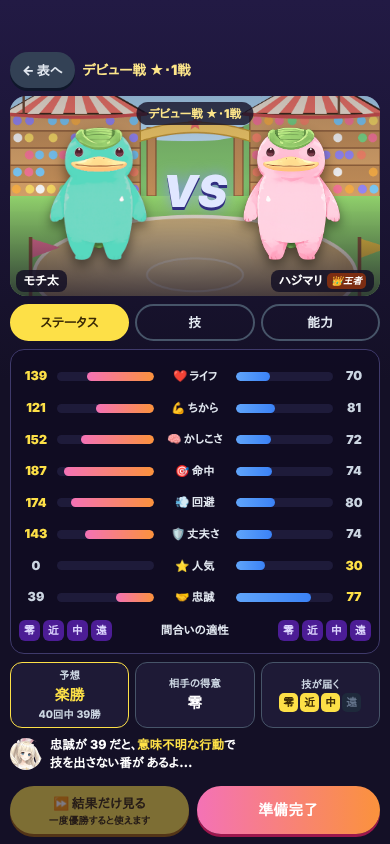 ← 表へ
デビュー戦 ★・1戦
デビュー戦 ★・1戦
VS
モチ太
ハジマリ 👑王者
ステータス
技
能力
139 ❤️ライフ 70
121 💪ちから 81
152 🧠かしこさ 72
187 🎯命中 74
174 💨回避 80
143 🛡️丈夫さ 74
0 ⭐人気 30
39 🤝忠誠 77
零 近 中 遠 間合いの適性 零 近 中 遠
予想
楽勝
40回中 39勝
相手の得意
零
技が届く
零 近 中 遠
忠誠が 39 だと、意味不明な行動で
技を出さない番が あるよ…
⏩ 結果だけ見る
一度優勝すると使えます
準備完了